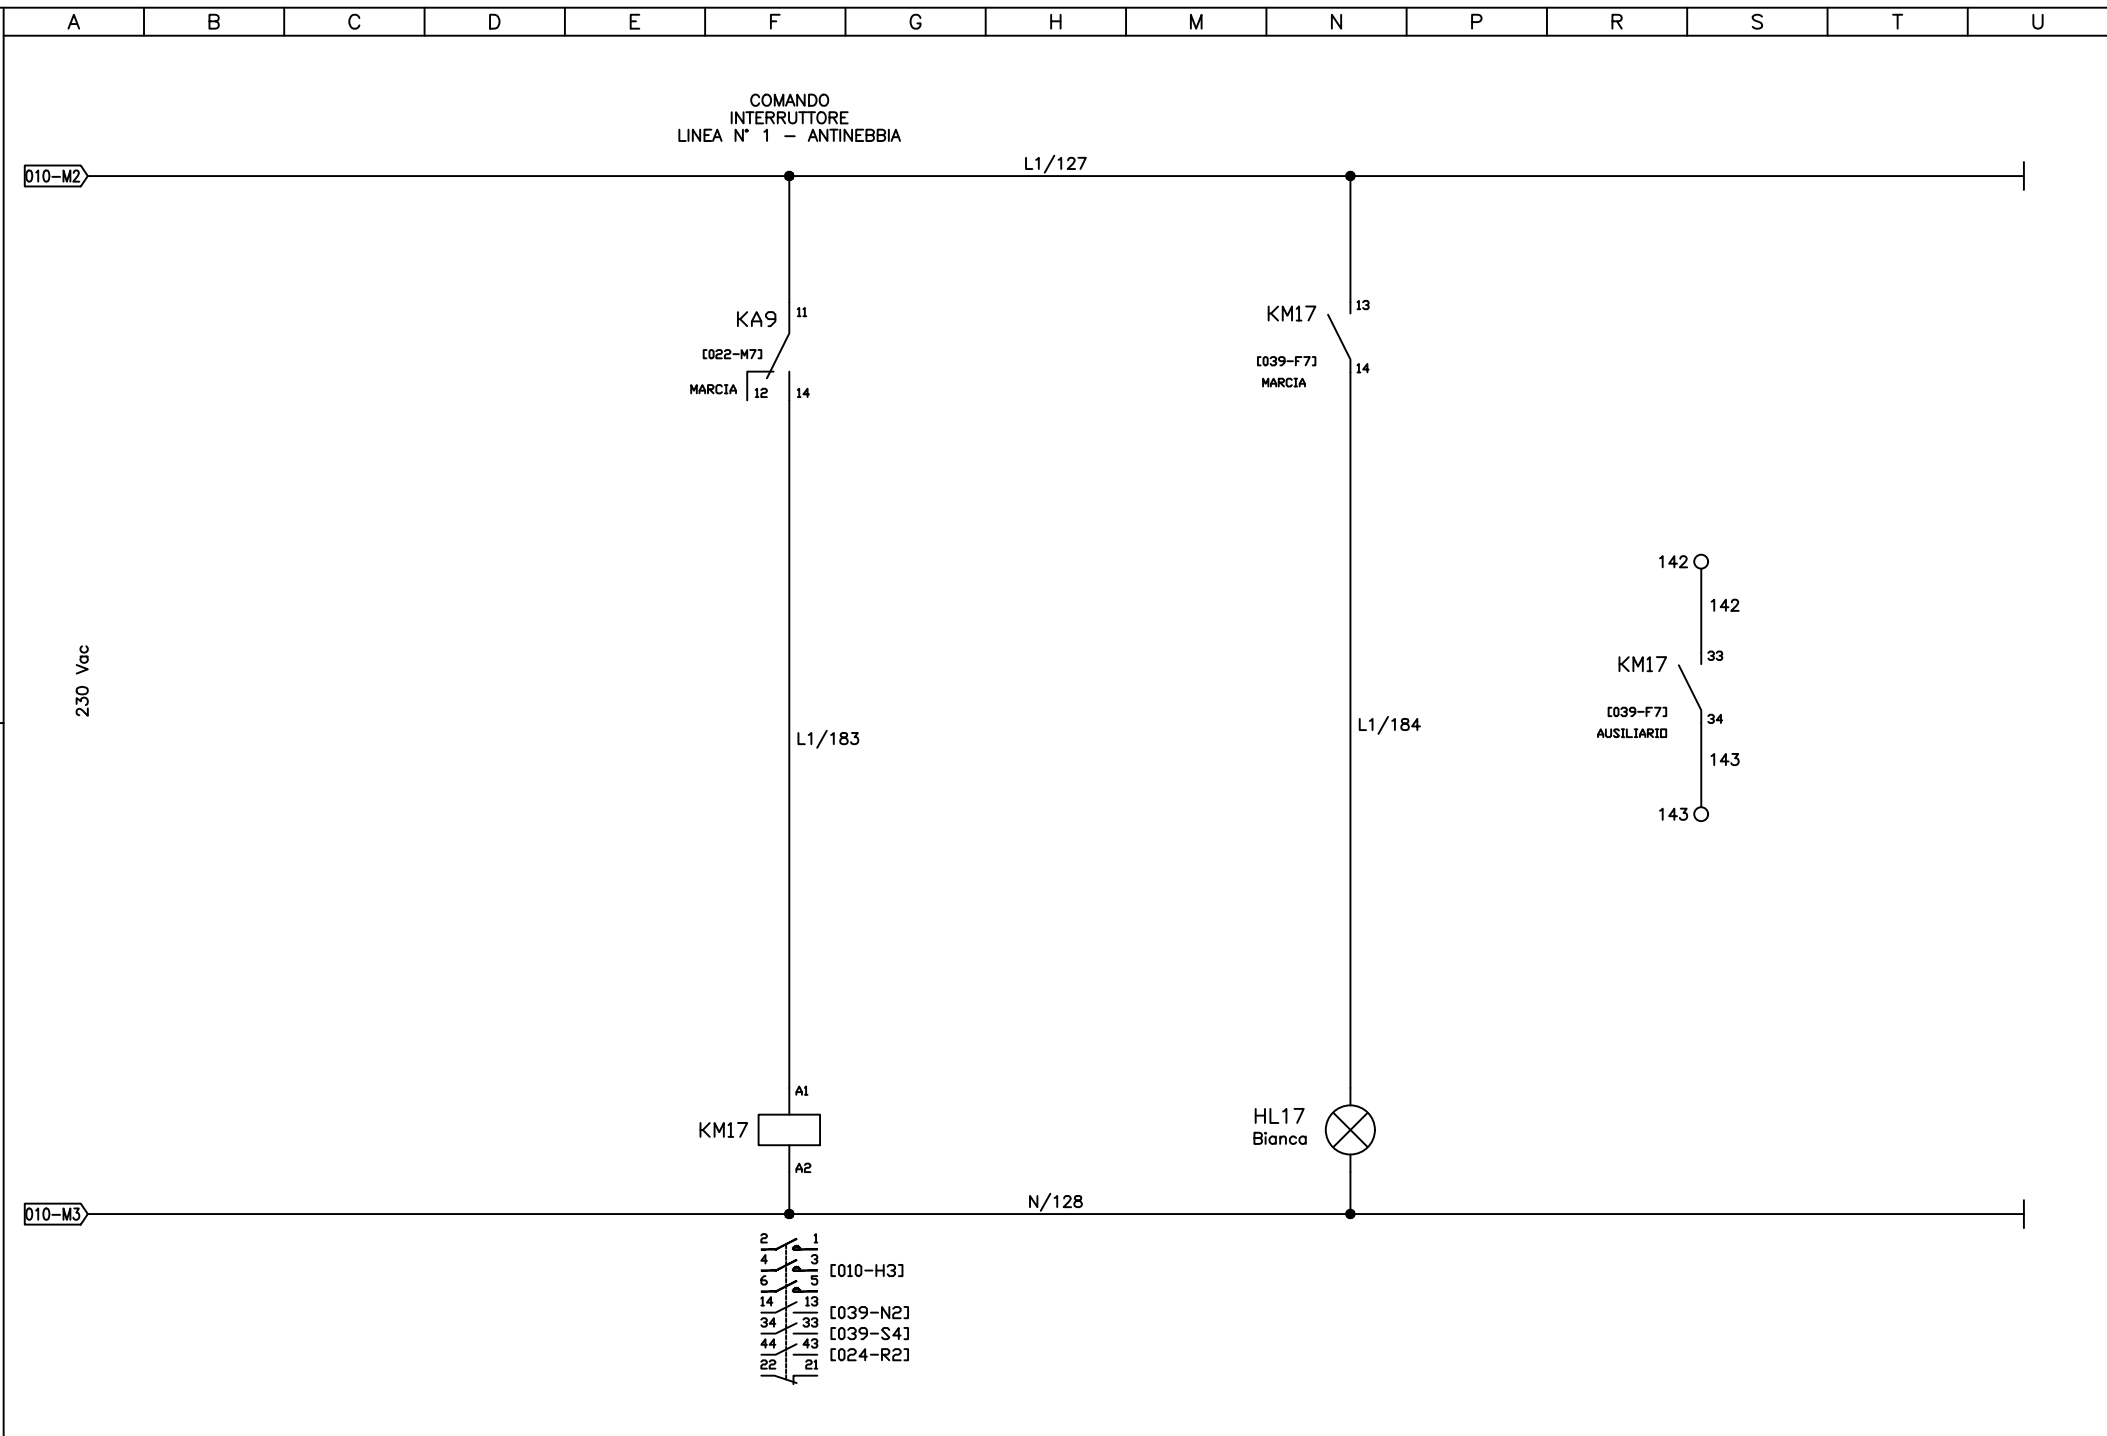 A B C D E F G H M N P R S T U
COMANDO
INTERRUTTORE
LINEA N° 1 - ANTINEBBIA
L1/127
010-M2
KA9
11
[022-M7]
MARCIA
12
14
KM17
13
[039-F7]
14
MARCIA
142
142
33
KM17
[039-F7]
34
AUSILIARIO
143
143
230 Vac
L1/183
L1/184
A1
KM17
A2
HL17
Bianca
N/128
010-M3
2 1
4 3
[010-H3]
6 5
14 13
[039-N2]
34 33
[039-S4]
44 43
[024-R2]
22 21